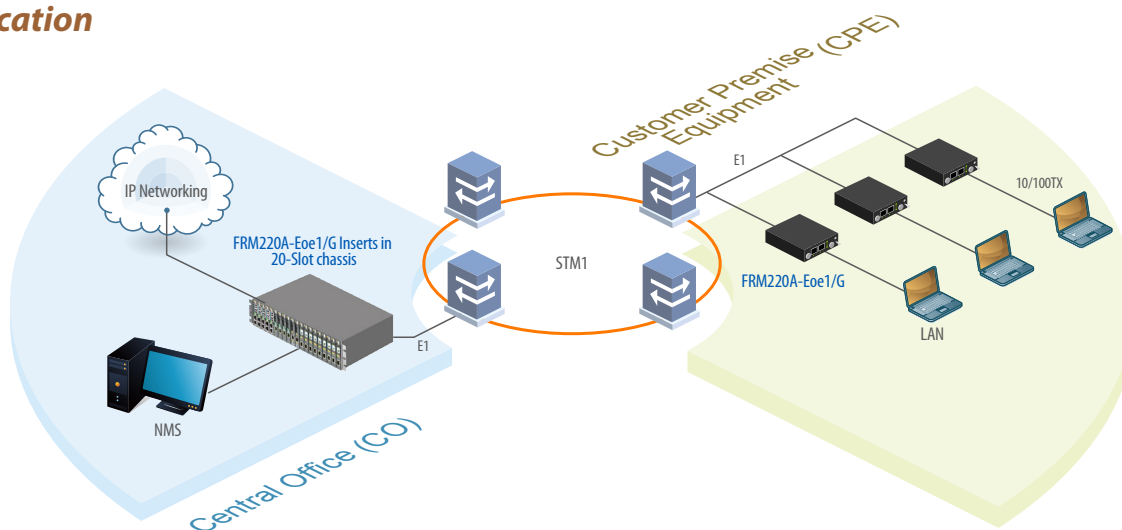 Customer Premise (CPE)
Equipment
E1
10/100TX
IP Networking
FRM220A-Eoe1/G Inserts in
20-Slot chassis
STM1
FRM220A-Eoe1/G
LAN
E1
NMS
Central Office (CO)